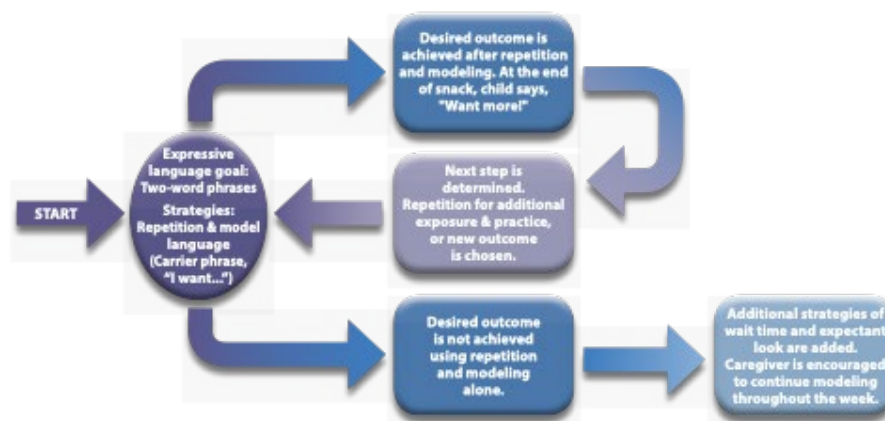 Desired outcome is
achieved after repetition
and modeling. At the end
of snack, child says,
"Want more!"
START
Expressive
language goal:
Two-word phrases
Strategies:
Repetition & model
language
(Carrier phrase,
"I want...")
Next step is
determined.
Repetition for additional
exposure & practice,
or new outcome
is chosen.
Desired outcome
is not achieved
using repetition
and modeling
alone.
Additional strategies of
wait time and expectant
look are added.
Caregiver is encouraged
to continue modeling
throughout the week.